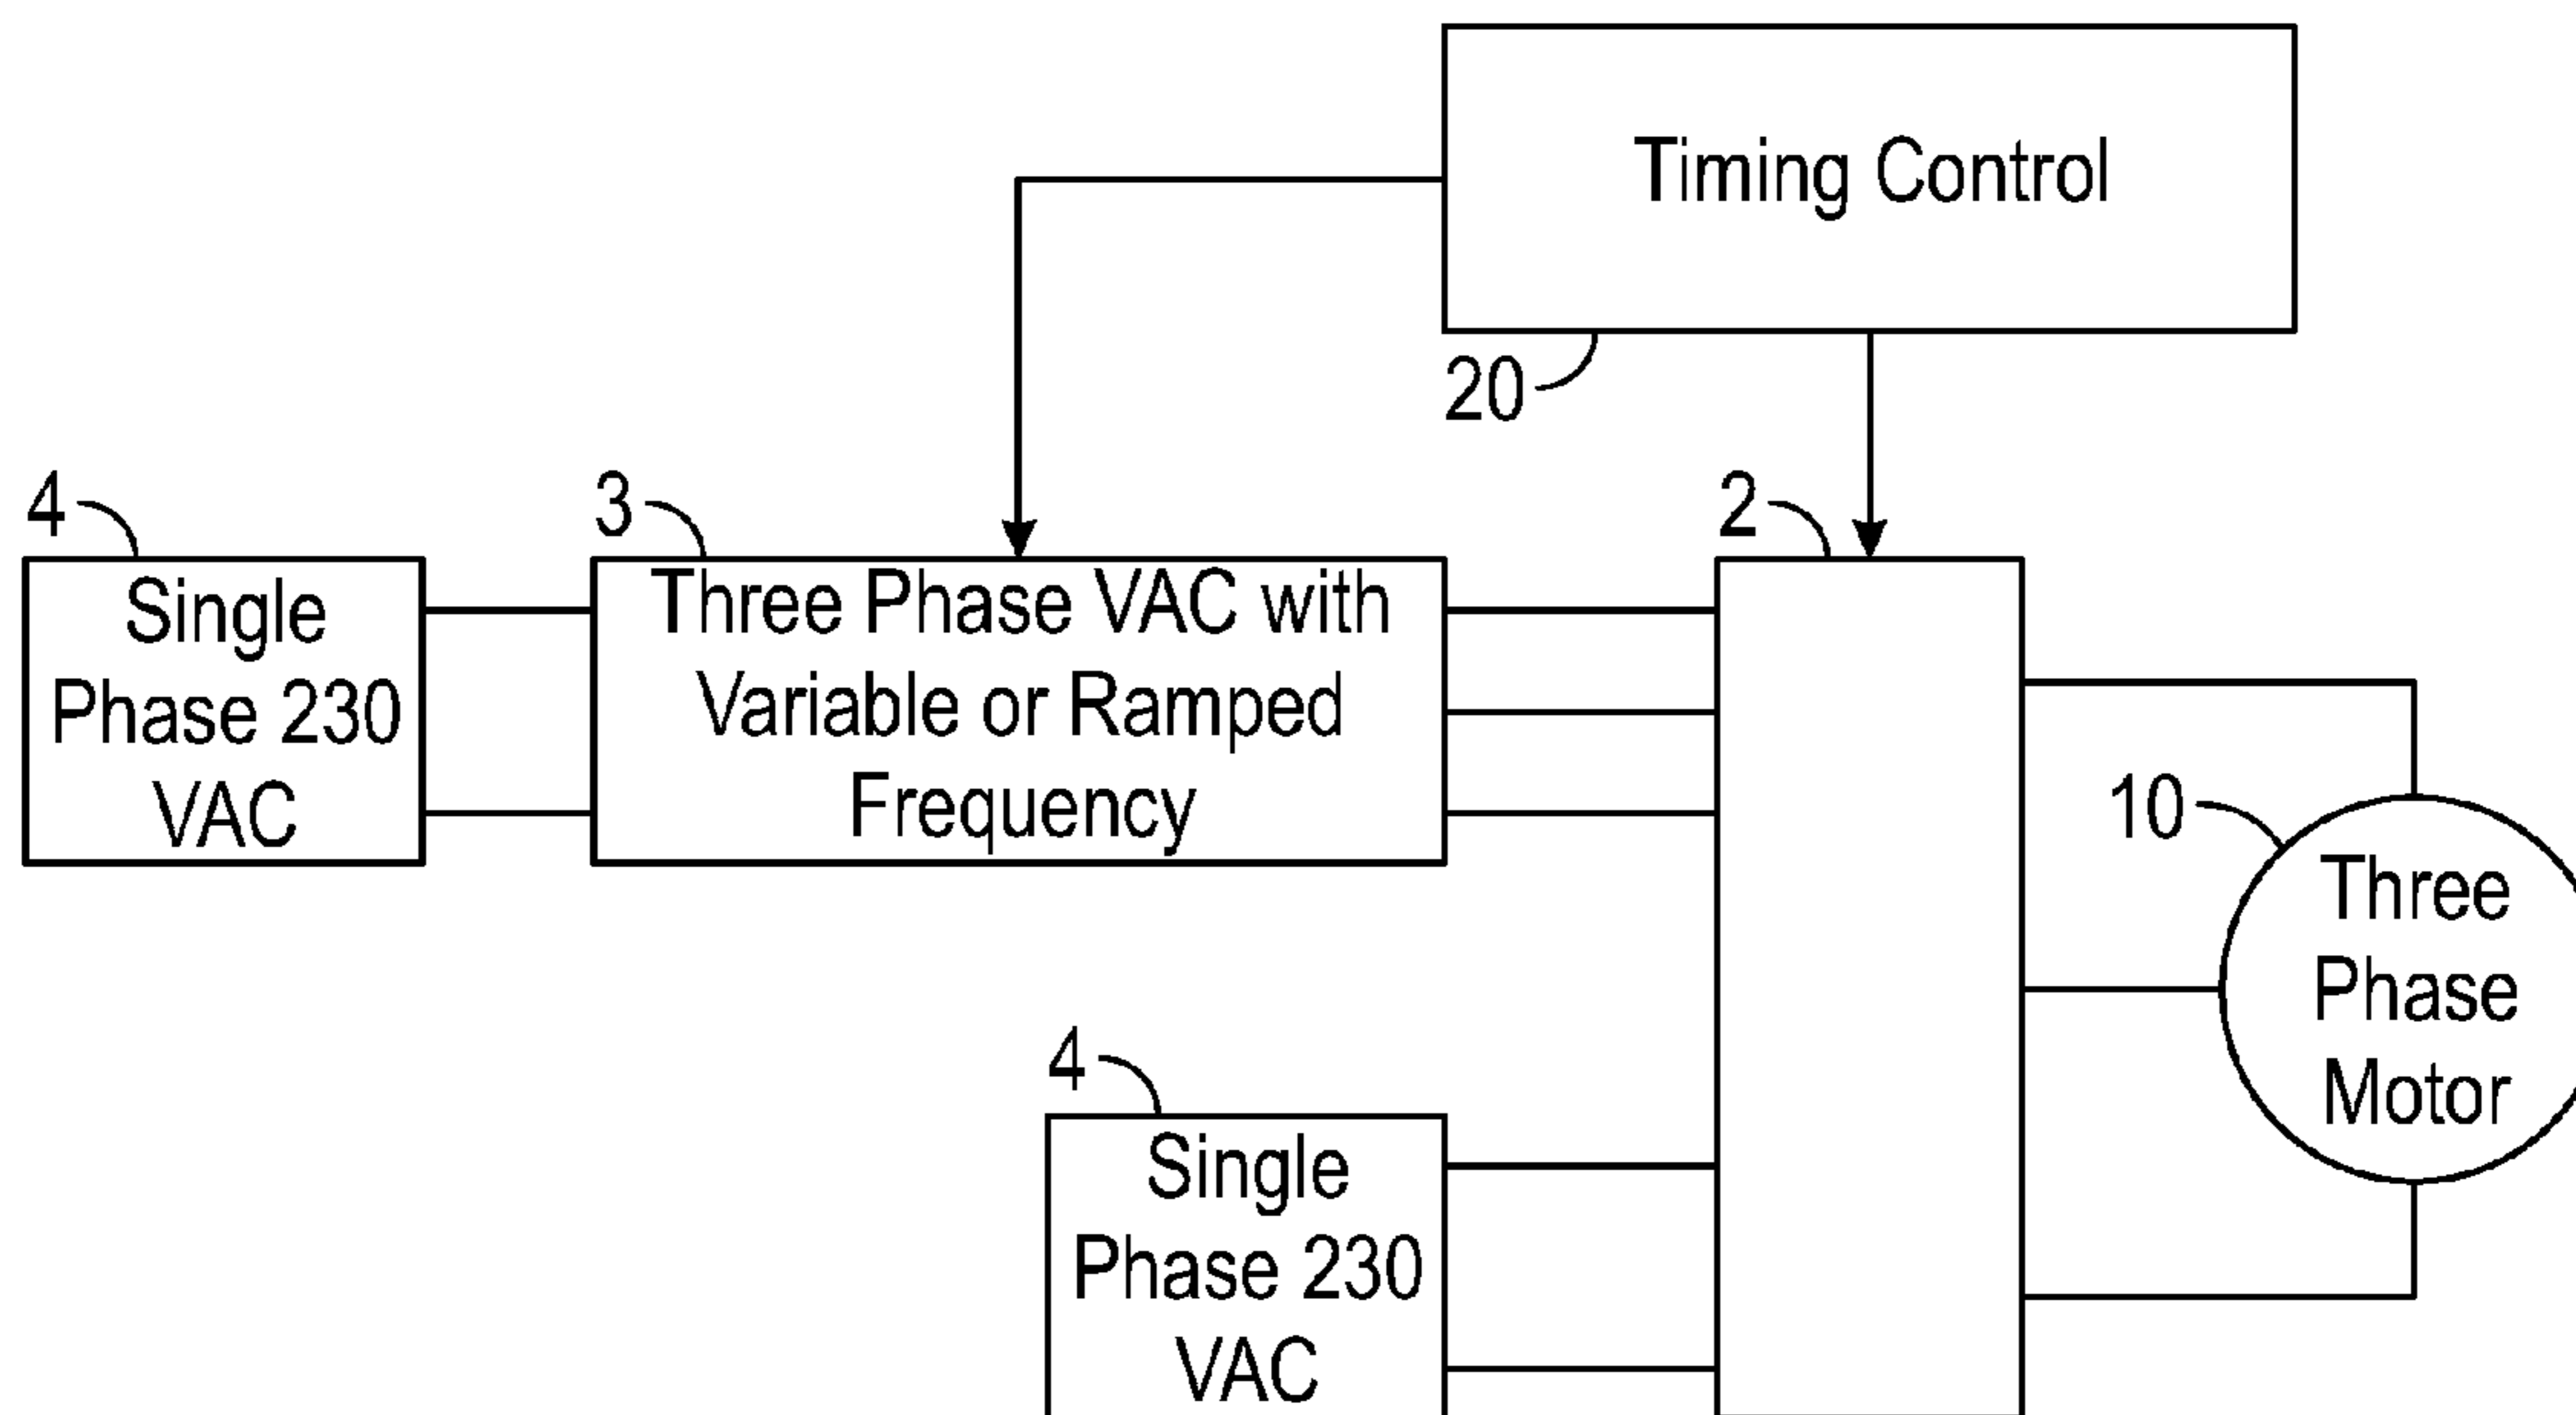 Timing Control
20
4
3
2
Single
Phase 230
VAC
Three Phase VAC with
Variable or Ramped
Frequency
10
Three
Phase
Motor
4
Single
Phase 230
VAC